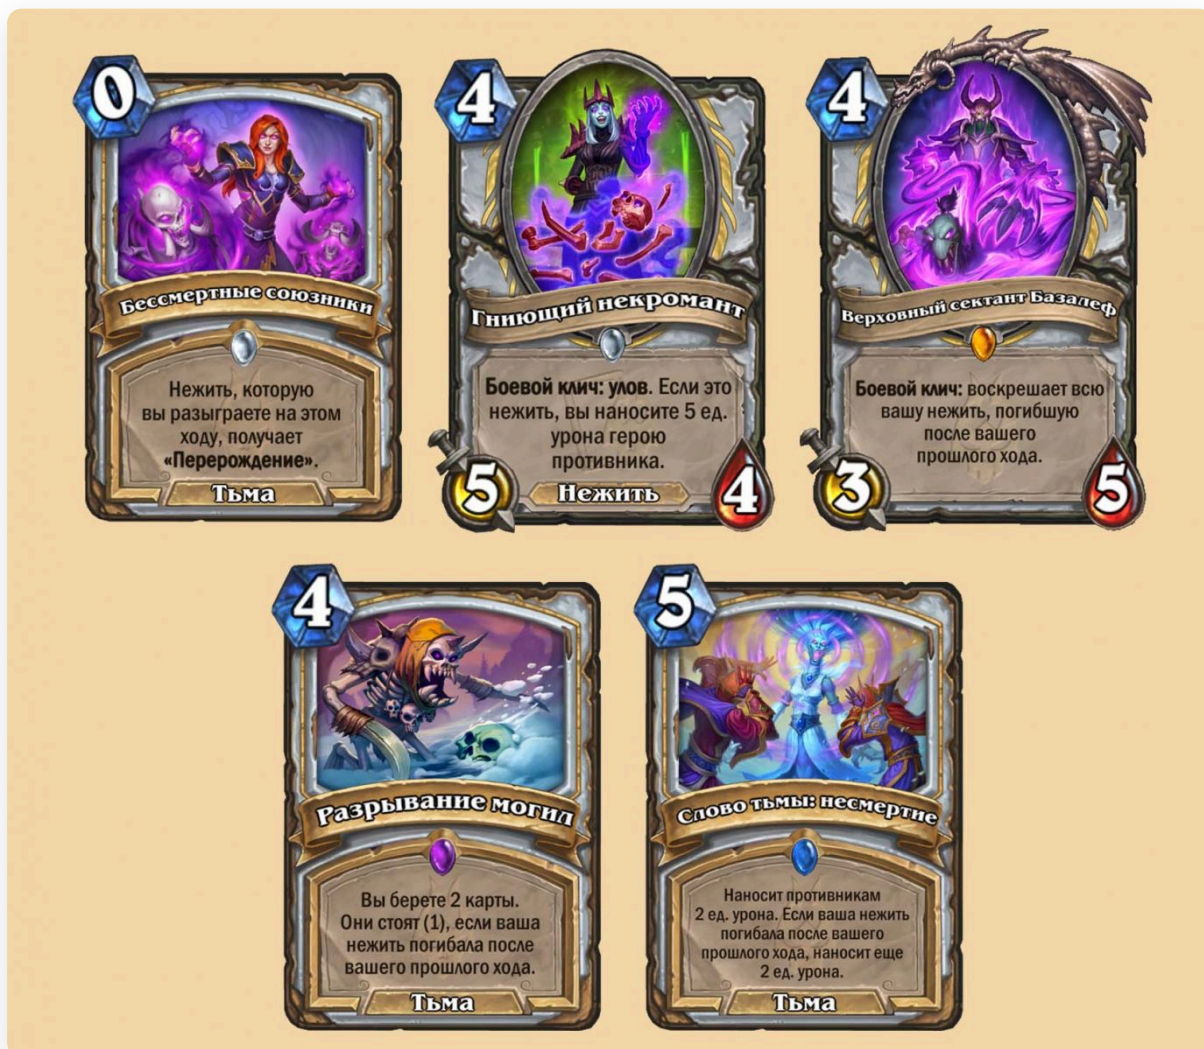 0
Бессмертные союзники
Нежить, которую
вы разыграете на этом
ходу, получает
«Перерождение».
Тьма
4
Гниющий некромант
Боевой клич: улов. Если это
нежить, вы наносите 5 ед.
урона герою
противника.
5
Нежить
4
4
Верховный сектант Базалеф
Боевой клич: воскрешает всю
вашу нежить, погибшую
после вашего
прошлого хода.
3
5
4
Разрывание могил
Вы берете 2 карты.
Они стоят (1), если ваша
нежить погибала после
вашего прошлого хода.
Тьма
5
Слово тьмы: несмертие
Наносит противникам
2 ед. урона. Если ваша нежить
погибала после вашего
прошлого хода, наносит еще
2 ед. урона.
Тьма